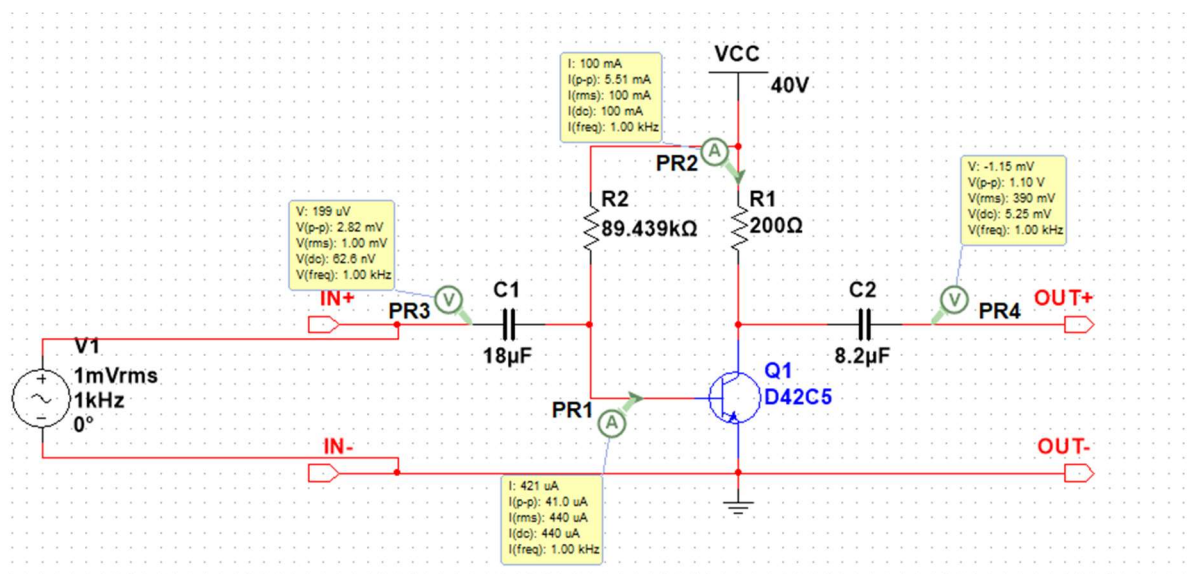 VCC
40V
I: 100 mA
I(p-p): 5.51 mA
I(rms): 100 mA
I(dc): 100 mA
I(freq): 1.00 kHz
PR2
A
R2
89.439kΩ
R1
200Ω
V: -1.15 mV
V(p-p): 1.10 V
V(rms): 390 mV
V(dc): 5.25 mV
V(freq): 1.00 kHz
V: 199 uV
V(p-p): 2.82 mV
V(rms): 1.00 mV
V(dc): 62.6 nV
V(freq): 1.00 kHz
IN+
PR3
V
C1
18µF
C2
8.2µF
V
PR4
OUT+
V1
1mVrms
1kHz
0°
PR1
A
Q1
D42C5
IN-
OUT-
I: 421 uA
I(p-p): 41.0 uA
I(rms): 440 uA
I(dc): 440 uA
I(freq): 1.00 kHz